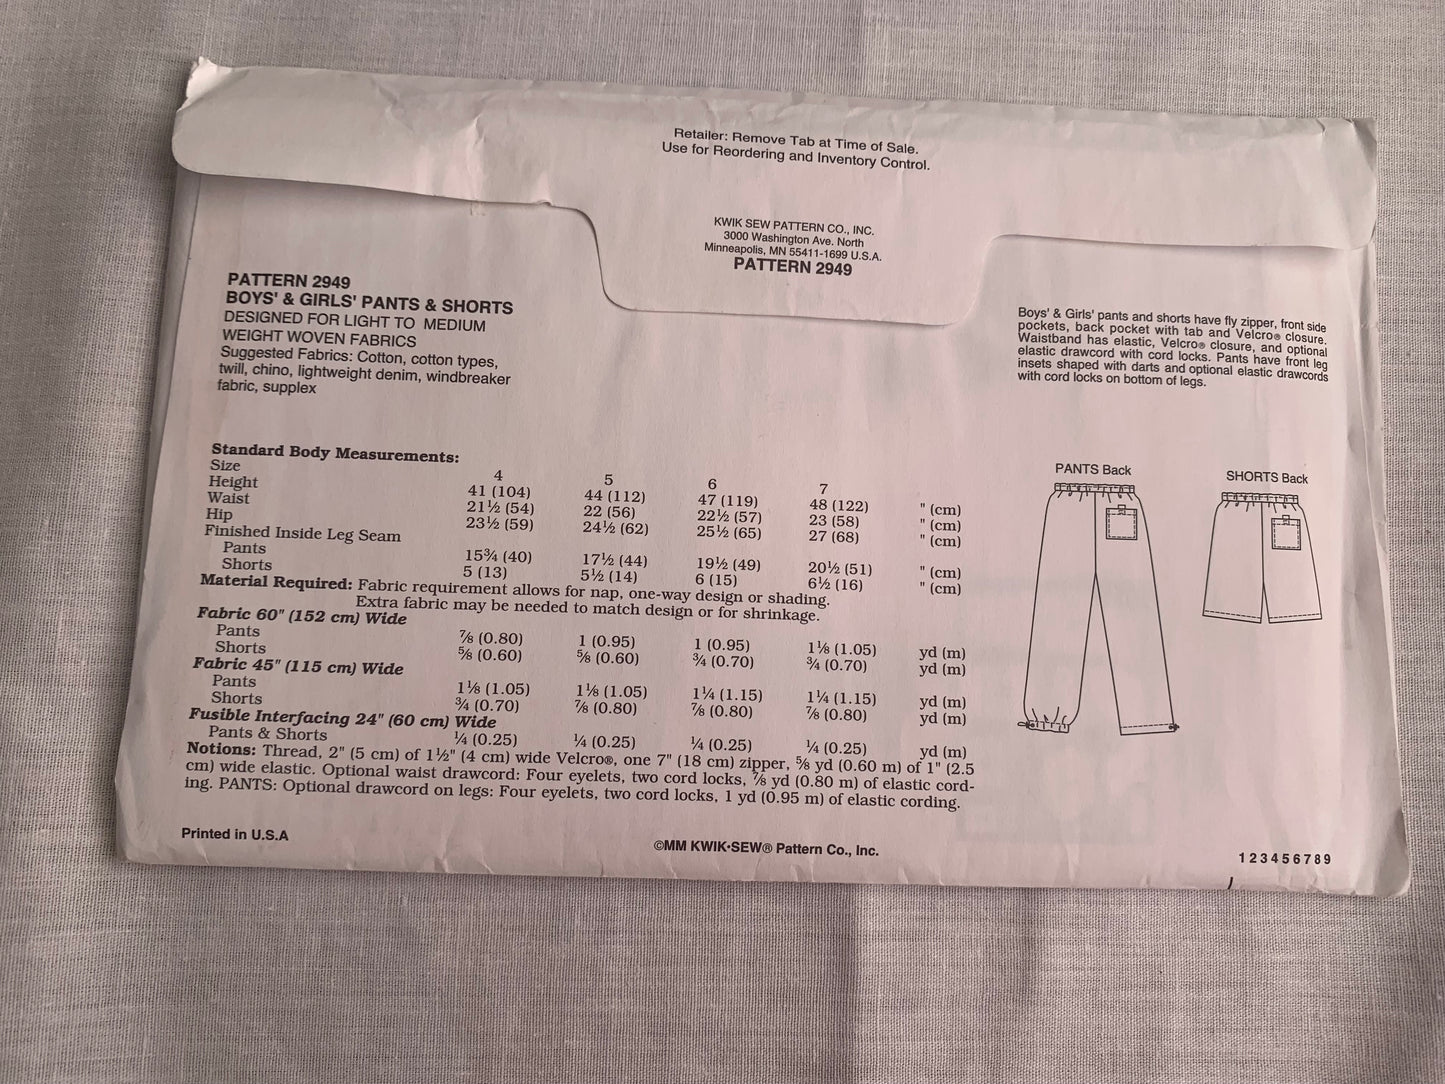 Retailer: Remove Tab at Time of Sale.
Use for Reordering and Inventory Control.
KWIK SEW PATTERN CO., INC.
3000 Washington Ave. North
Minneapolis, MN 55411-1699 U.S.A.
PATTERN 2949
PATTERN 2949
BOYS' & GIRLS' PANTS & SHORTS
DESIGNED FOR LIGHT TO MEDIUM
WEIGHT WOVEN FABRICS
Suggested Fabrics: Cotton, cotton types,
twill, chino, lightweight denim, windbreaker
fabric, supplex
Boys' & Girls' pants and shorts have fly zipper, front side
pockets, back pocket with tab and Velcro® closure.
Waistband has elastic, Velcro® closure, and optional
elastic drawcord with cord locks. Pants have front leg
insets shaped with darts and optional elastic drawcords
with cord locks on bottom of legs.
Standard Body Measurements:
Size 4 5 6 7
Height 41 (104) 44 (112) 47 (119) 48 (122) " (cm)
Waist 21½ (54) 22 (56) 22½ (57) 23 (58) " (cm)
Hip 23½ (59) 24½ (62) 25½ (65) 27 (68) " (cm)
Finished Inside Leg Seam
Pants 15¾ (40) 17½ (44) 19½ (49) 20½ (51) " (cm)
Shorts 5 (13) 5½ (14) 6 (15) 6½ (16) " (cm)
Material Required: Fabric requirement allows for nap, one-way design or shading.
Extra fabric may be needed to match design or for shrinkage.
Fabric 60" (152 cm) Wide
Pants ⅞ (0.80) 1 (0.95) 1 (0.95) 1⅛ (1.05) yd (m)
Shorts ⅝ (0.60) ⅝ (0.60) ¾ (0.70) ¾ (0.70) yd (m)
Fabric 45" (115 cm) Wide
Pants 1⅛ (1.05) 1⅛ (1.05) 1¼ (1.15) 1¼ (1.15) yd (m)
Shorts ¾ (0.70) ⅞ (0.80) ⅞ (0.80) ⅞ (0.80) yd (m)
Fusible Interfacing 24" (60 cm) Wide
Pants & Shorts ¼ (0.25) ¼ (0.25) ¼ (0.25) ¼ (0.25) yd (m)
Notions: Thread, 2" (5 cm) of 1½" (4 cm) wide Velcro®, one 7" (18 cm) zipper, ⅝ yd (0.60 m) of 1" (2.5
cm) wide elastic. Optional waist drawcord: Four eyelets, two cord locks, ⅞ yd (0.80 m) of elastic cord-
ing. PANTS: Optional drawcord on legs: Four eyelets, two cord locks, 1 yd (0.95 m) of elastic cording.
PANTS Back
SHORTS Back
Printed in U.S.A
©MM KWIK•SEW® Pattern Co., Inc.
1 2 3 4 5 6 7 8 9